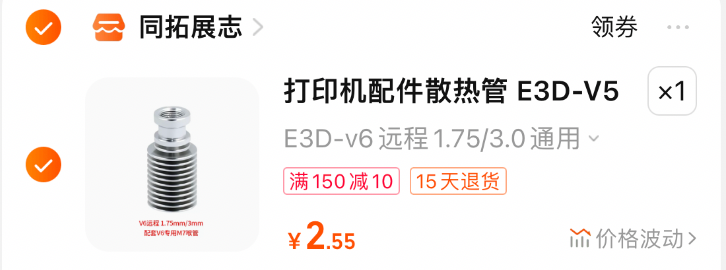 同拓展志
领券
打印机配件散热管 E3D-V5
×1
E3D-v6远程1.75/3.0通用
满150减10
15天退货
V6远程 1.75mm/3mm
配套V6专用M7喉管
¥2.55
价格波动